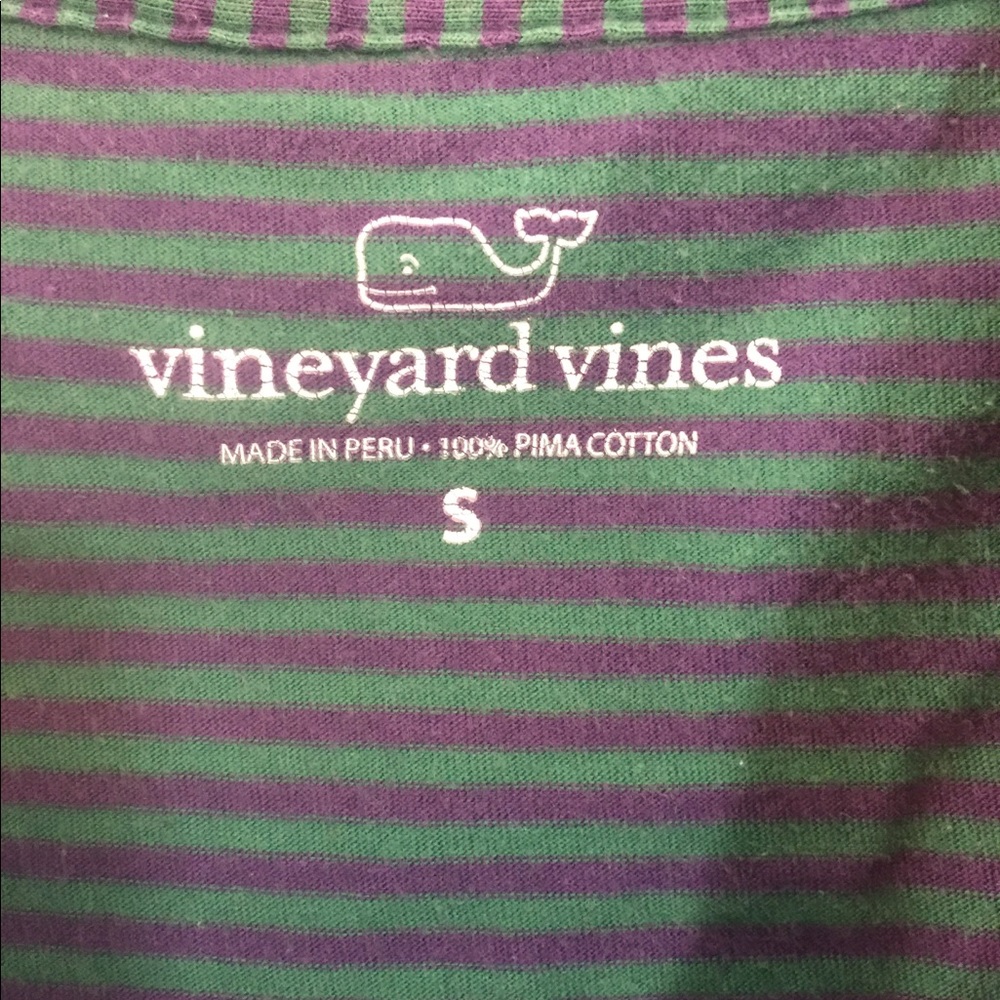 vineyard vines
MADE IN PERU • 100% PIMA COTTON
S